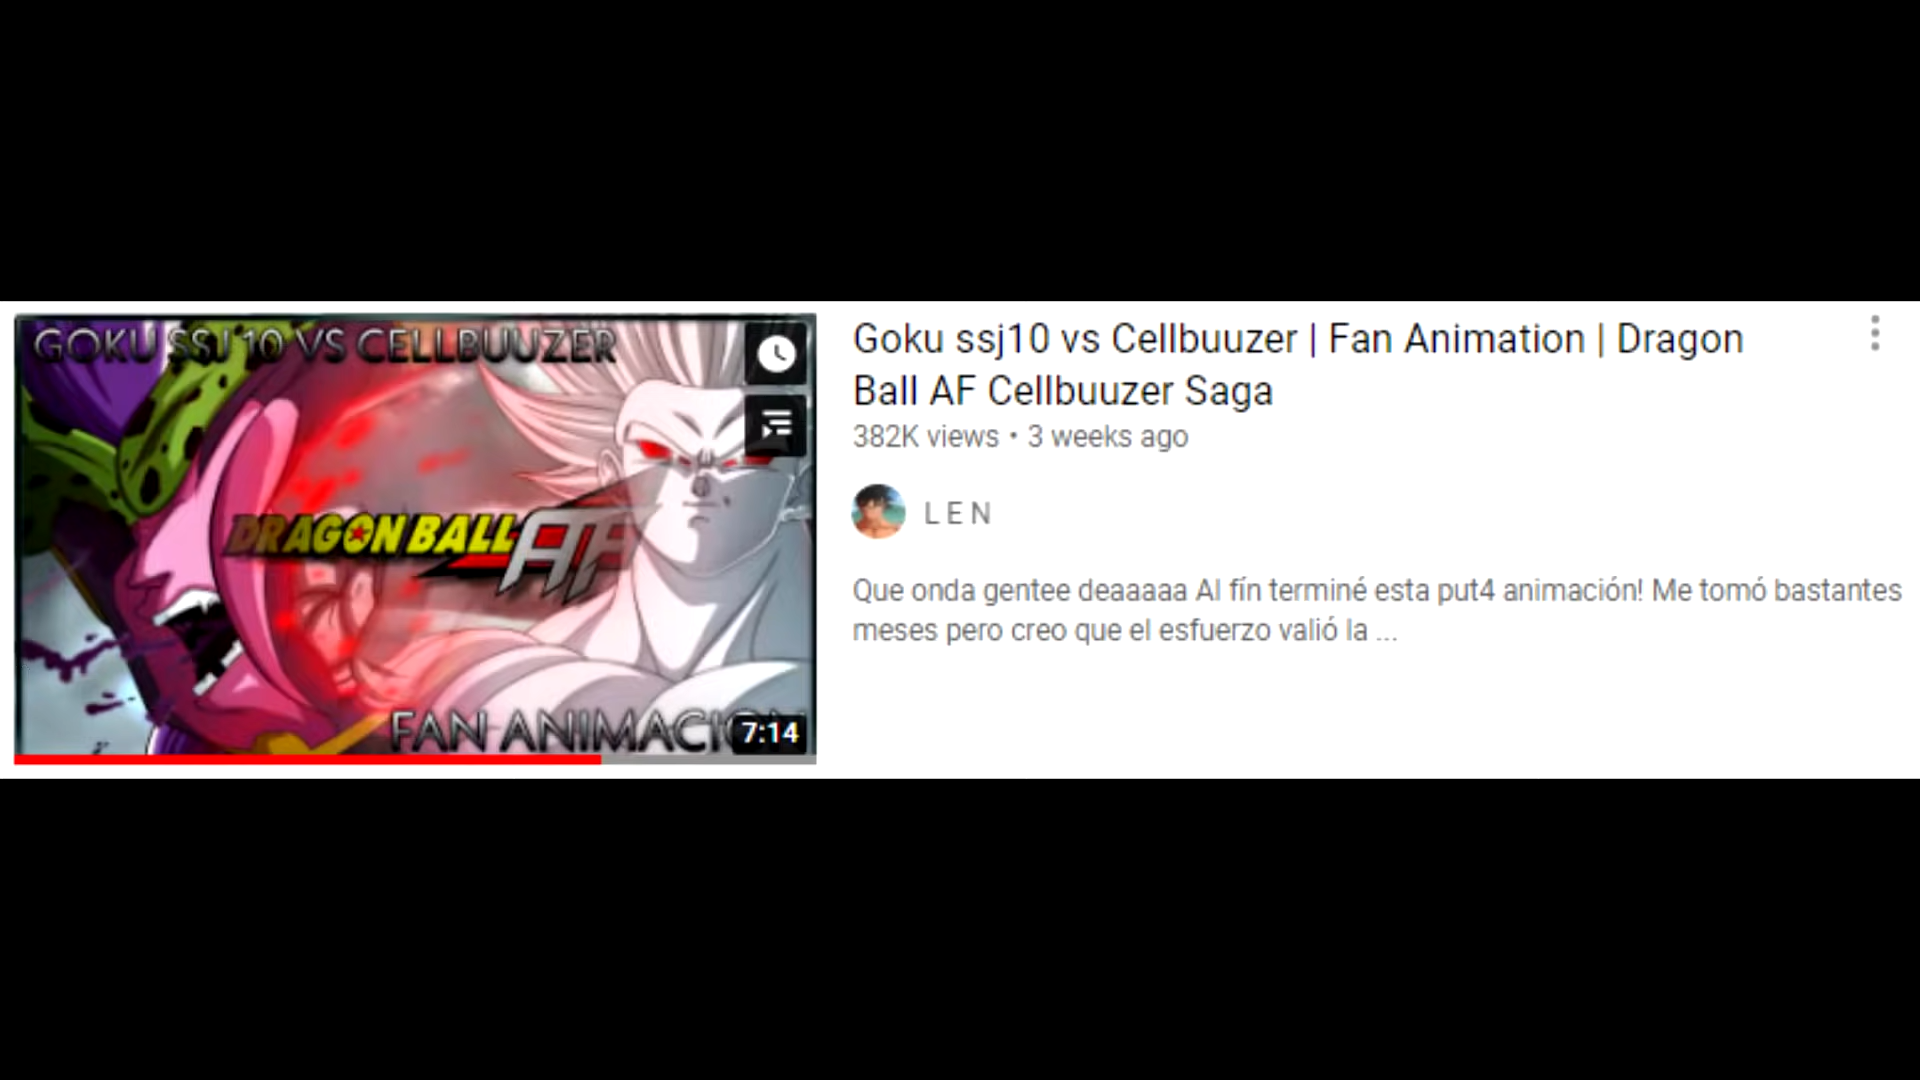 GOKU SSJ 10 VS CELLBUUZER
DRAGON BALL AF
FAN ANIMACI
7:14
Goku ssj10 vs Cellbuuzer | Fan Animation | Dragon
Ball AF Cellbuuzer Saga
382K views • 3 weeks ago
L E N
Que onda gentee deaaaaa Al fín terminé esta put4 animación! Me tomó bastantes
meses pero creo que el esfuerzo valió la ...